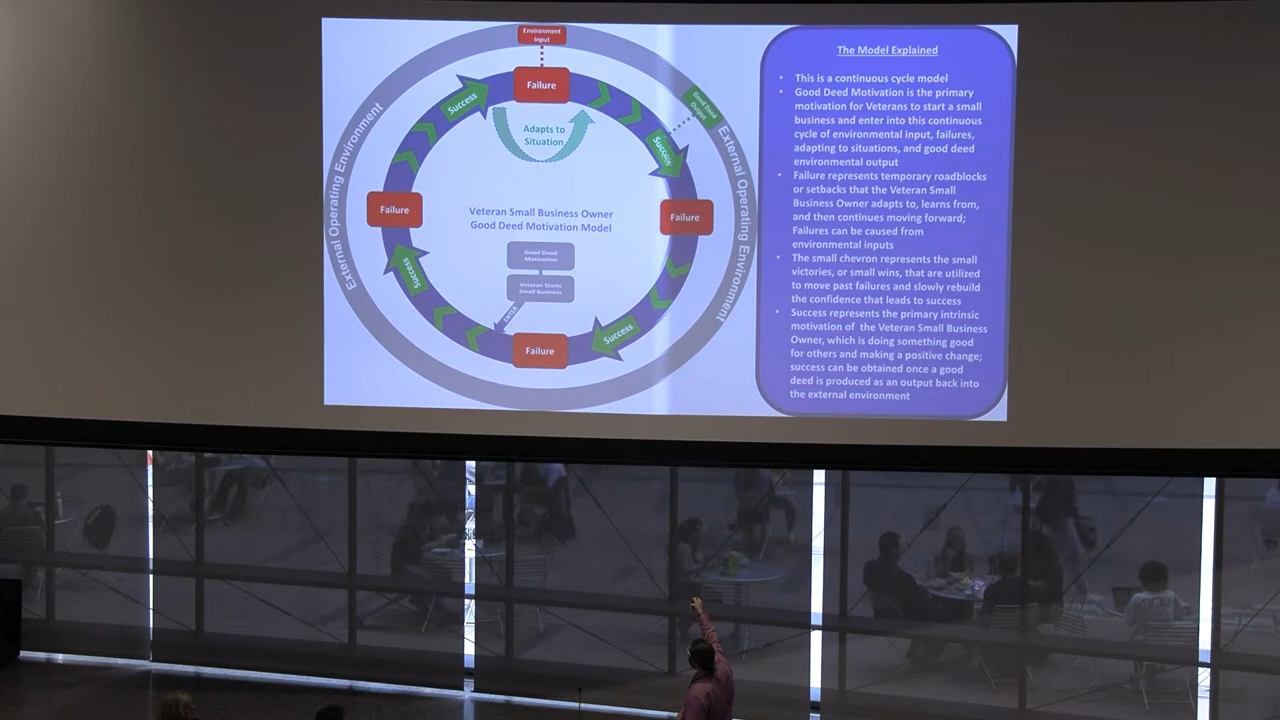 Environment
Input
Failure
Success
Adapts to
Situation
Good Deed
Output
Success
External Operating Environment
External Operating Environment
Failure
Failure
Veteran Small Business Owner
Good Deed Motivation Model
Good Deed
Motivation
Veteran Starts
Small Business
ENTER
Success
Success
Failure
The Model Explained
• This is a continuous cycle model
• Good Deed Motivation is the primary
motivation for Veterans to start a small
business and enter into this continuous
cycle of environmental input, failures,
adapting to situations, and good deed
environmental output
• Failure represents temporary roadblocks
or setbacks that the Veteran Small
Business Owner adapts to, learns from,
and then continues moving forward;
Failures can be caused from
environmental inputs
• The small chevron represents the small
victories, or small wins, that are utilized
to move past failures and slowly rebuild
the confidence that leads to success
• Success represents the primary intrinsic
motivation of the Veteran Small Business
Owner, which is doing something good
for others and making a positive change;
success can be obtained once a good
deed is produced as an output back into
the external environment